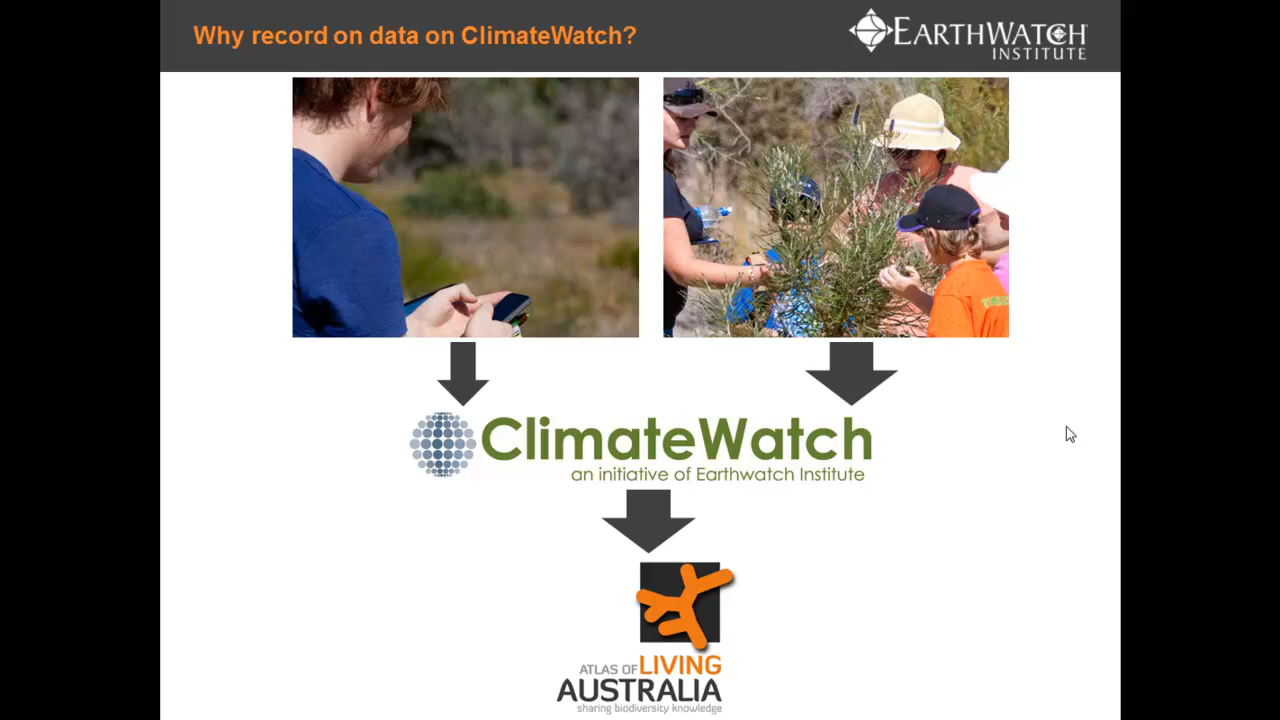 Why record on data on ClimateWatch?
EARTHWATCH
INSTITUTE
ClimateWatch
an initiative of Earthwatch Institute
ATLAS OF LIVING
AUSTRALIA
sharing biodiversity knowledge